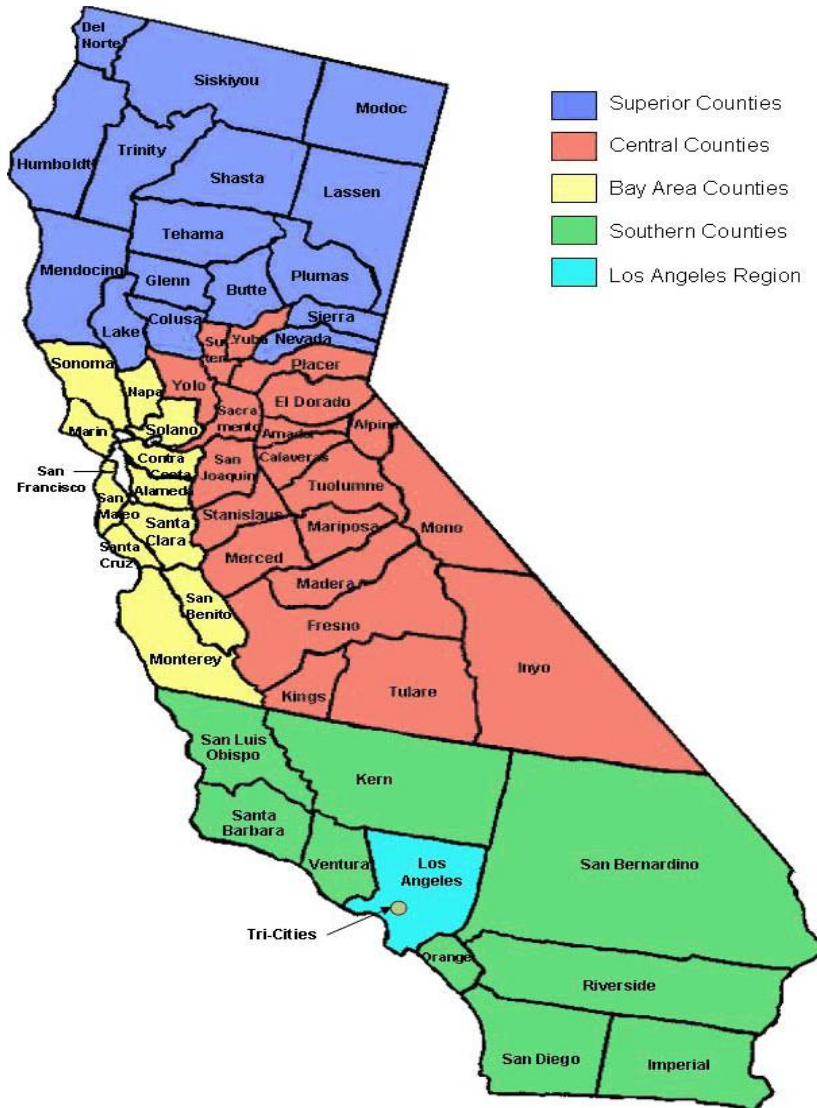 Del
Norte
Siskiyou
Modoc
Superior Counties
Central Counties
Bay Area Counties
Southern Counties
Los Angeles Region
Humboldt
Trinity
Shasta
Lassen
Tehama
Mendocino
Glenn
Butte
Plumas
Lake
Colusa
Sierra
Sutter
Yuba
Nevada
Sonoma
Napa
Yolo
Placer
El Dorado
Marin
Solano
Sacra
mento
Amador
Alpine
San
Francisco
Contra
Costa
San
Joaquin
Calaveras
Tuolumne
Alameda
San
Mateo
Santa
Clara
Stanislaus
Mariposa
Mono
Santa
Cruz
Merced
Madera
San
Benito
Fresno
Monterey
Inyo
Kings
Tulare
San Luis
Obispo
Kern
Santa
Barbara
Ventura
Los
Angeles
San Bernardino
Tri-Cities
Orange
Riverside
San Diego
Imperial